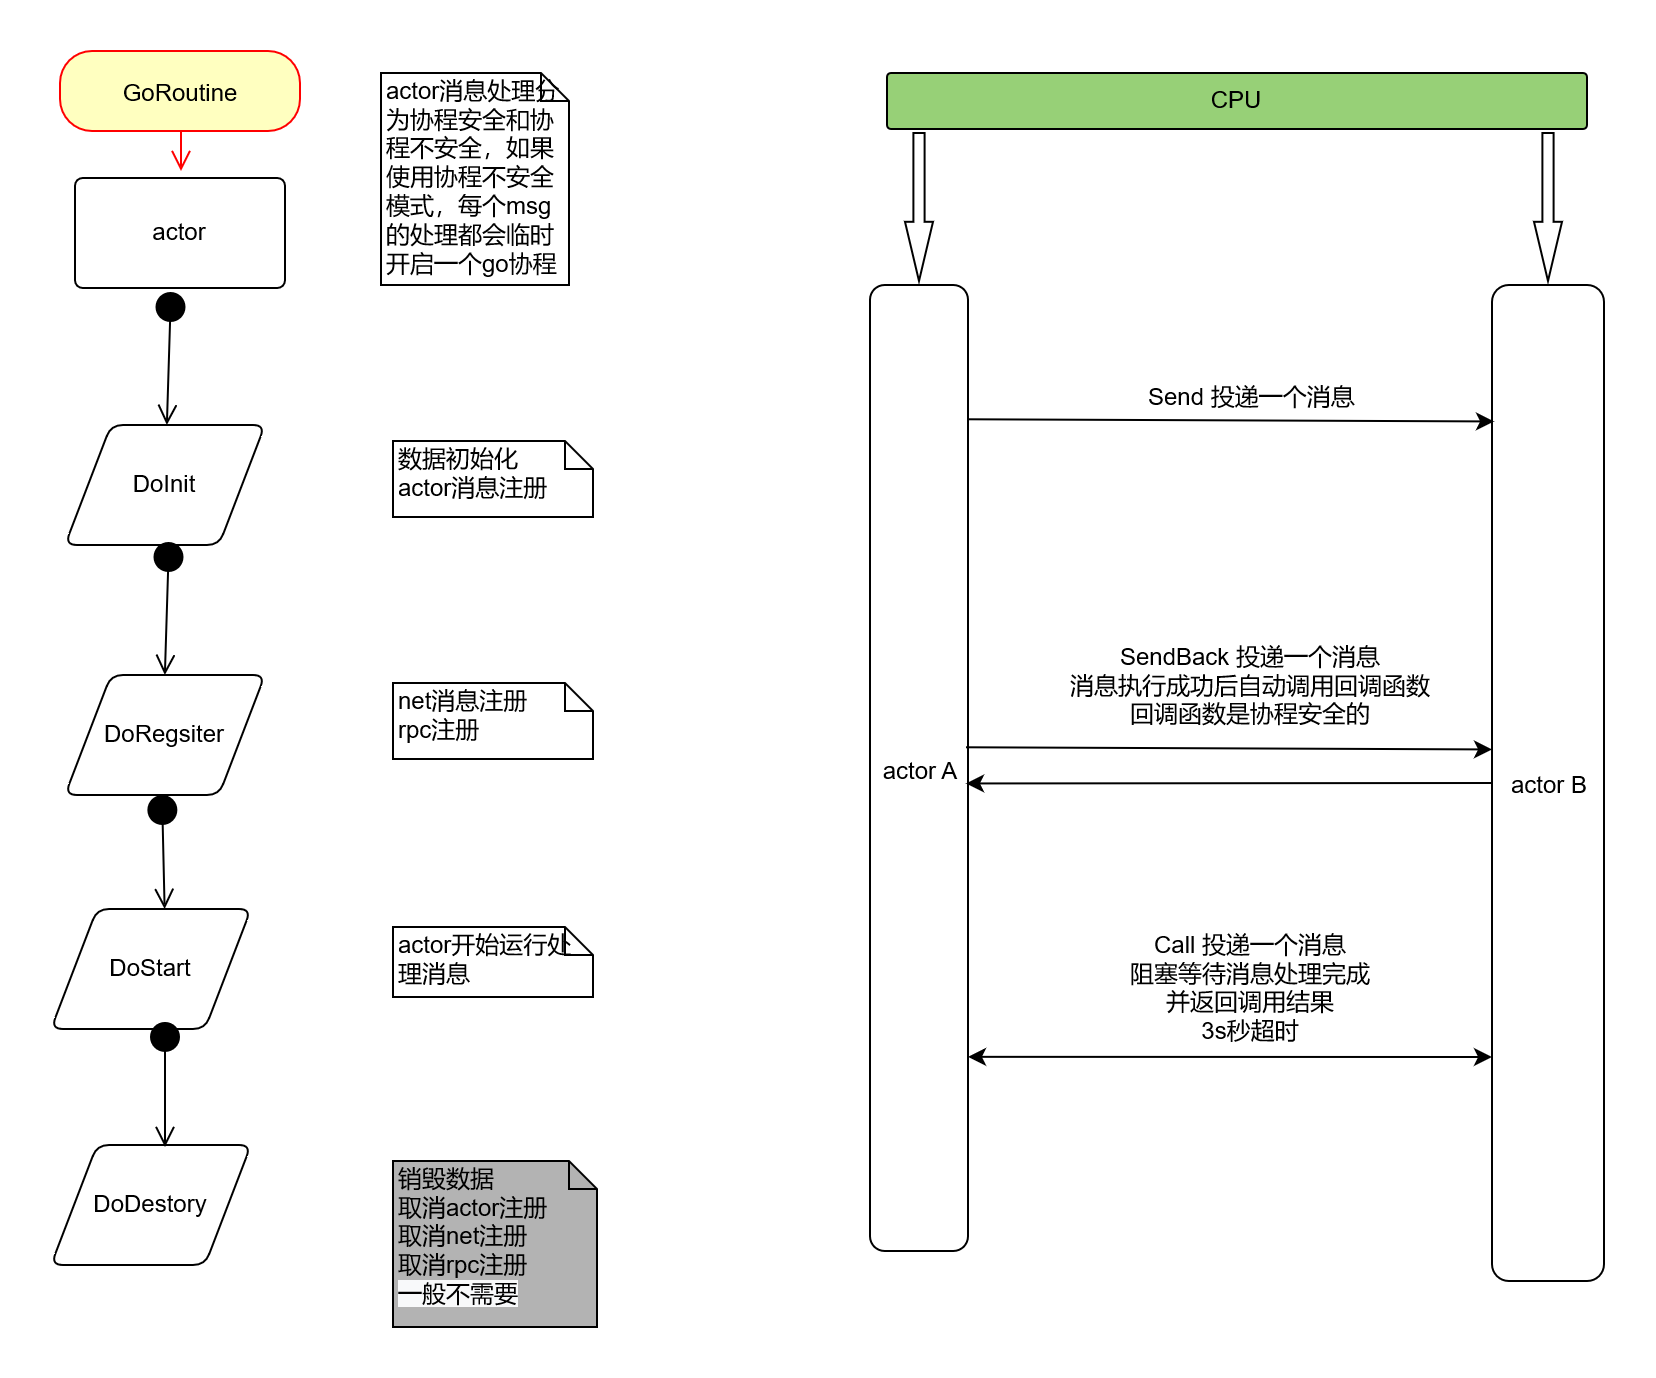 GoRoutine
actor
actor消息处理分
为协程安全和协
程不安全，如果
使用协程不安全
模式，每个msg
的处理都会临时
开启一个go协程
DoInit
数据初始化
actor消息注册
DoRegsiter
net消息注册
rpc注册
DoStart
actor开始运行处
理消息
DoDestory
销毁数据
取消actor注册
取消net注册
取消rpc注册
一般不需要
CPU
Send 投递一个消息
SendBack 投递一个消息
消息执行成功后自动调用回调函数
回调函数是协程安全的
actor A
actor B
Call 投递一个消息
阻塞等待消息处理完成
并返回调用结果
3s秒超时